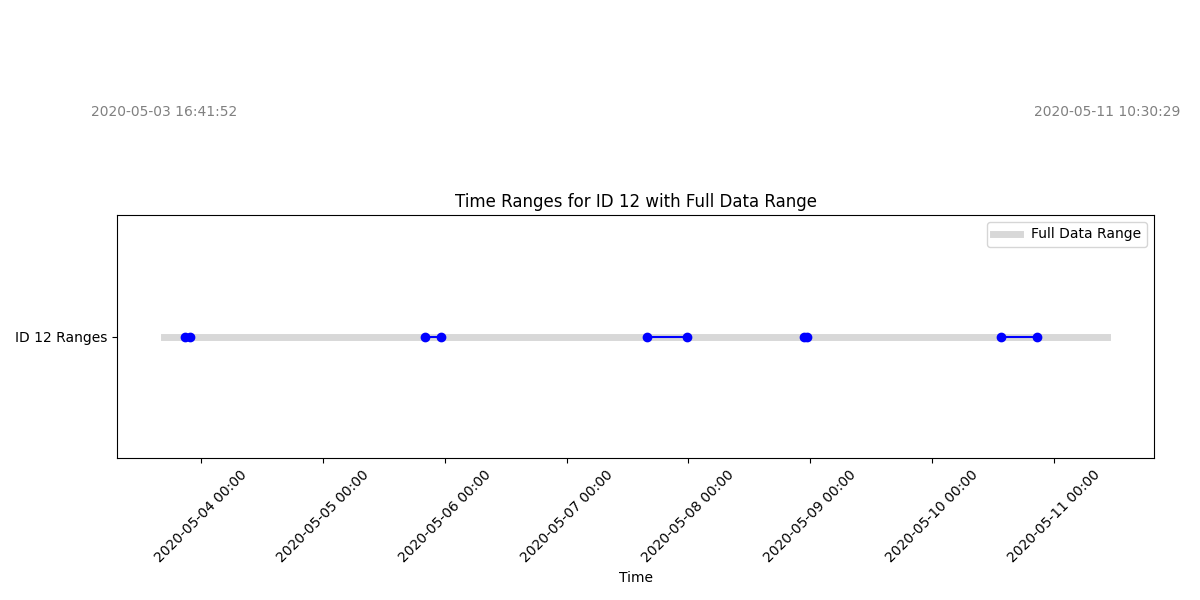 2020-05-03 16:41:52
2020-05-11 10:30:29
Time Ranges for ID 12 with Full Data Range
Full Data Range
ID 12 Ranges
2020-05-04 00:00
2020-05-05 00:00
2020-05-06 00:00
2020-05-07 00:00
2020-05-08 00:00
2020-05-09 00:00
2020-05-10 00:00
2020-05-11 00:00
Time